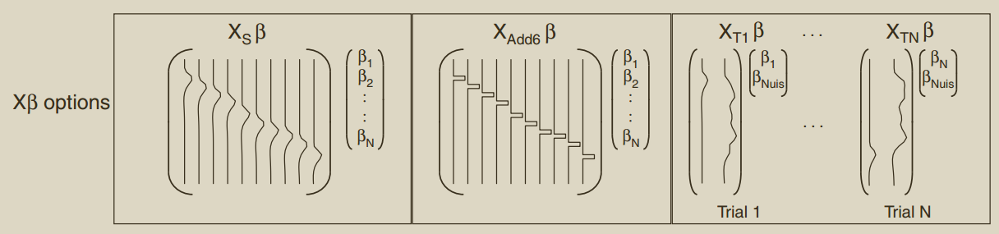 Xβ options
X_S β
β_1
β_2
:
:
β_N
X_Add6 β
β_1
β_2
:
:
β_N
X_T1 β ... X_TN β
β_1
β_Nuis
...
β_N
β_Nuis
Trial 1
Trial N